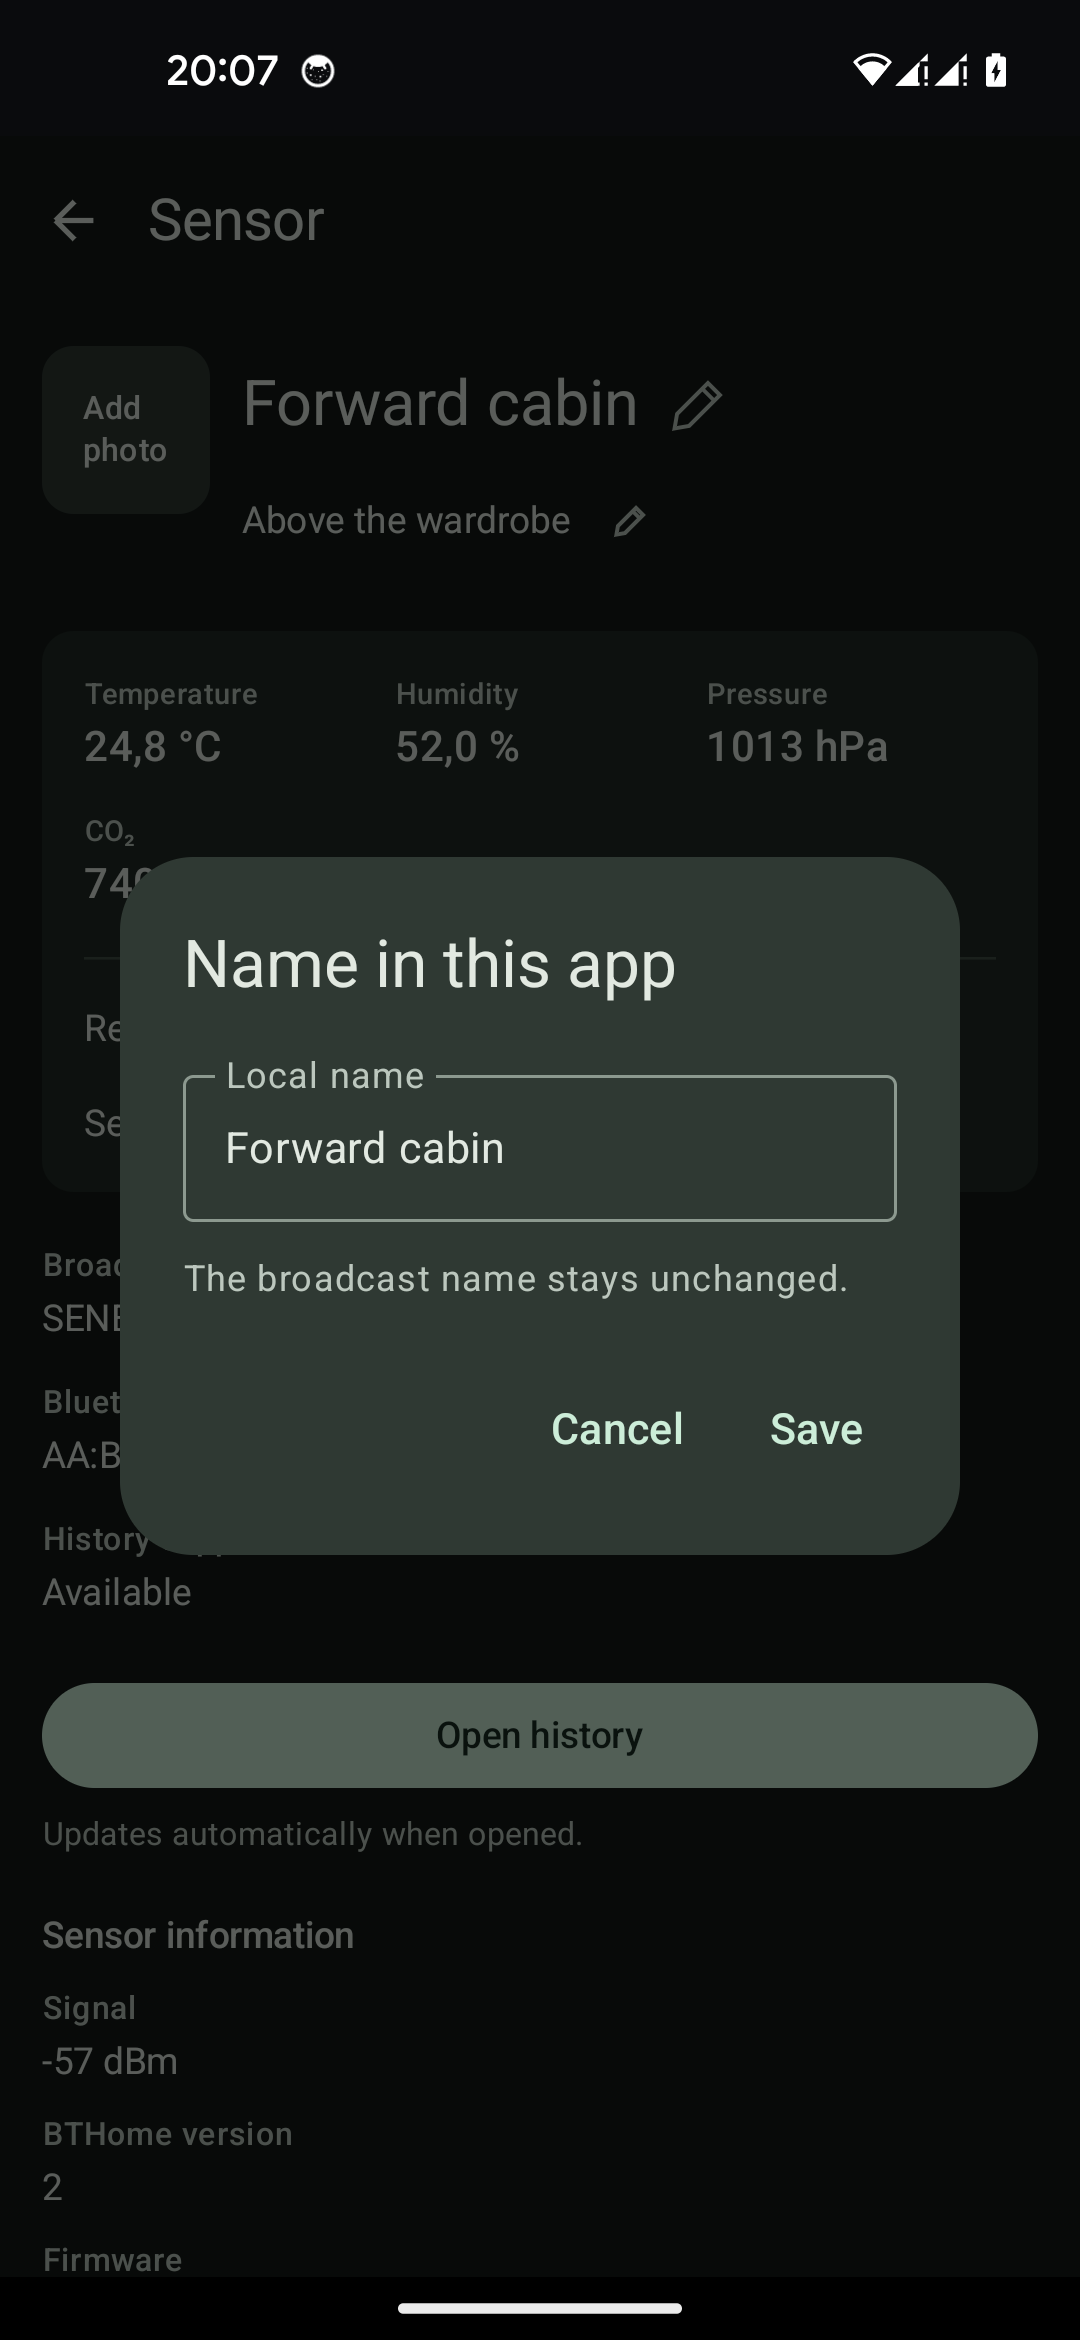 20:07
Sensor
Add
photo
Forward cabin
Above the wardrobe
Temperature
Humidity
Pressure
24,8 °C
52,0 %
1013 hPa
CO₂
Name in this app
Local name
Forward cabin
The broadcast name stays unchanged.
Cancel
Save
History
Available
Open history
Updates automatically when opened.
Sensor information
Signal
-57 dBm
BTHome version
2
Firmware